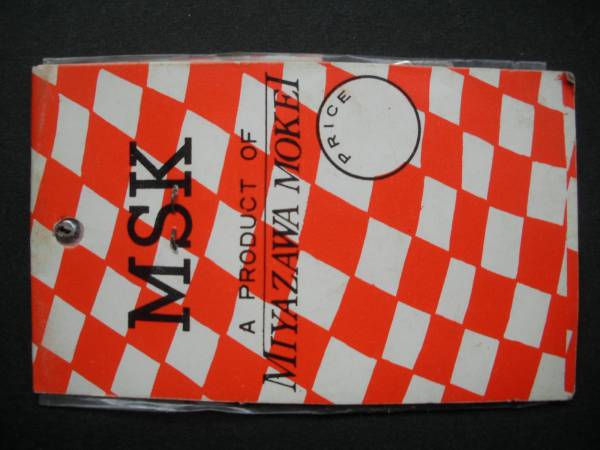 MSK
A PRODUCT OF
MIYAZAWA MOKEI
PRICE